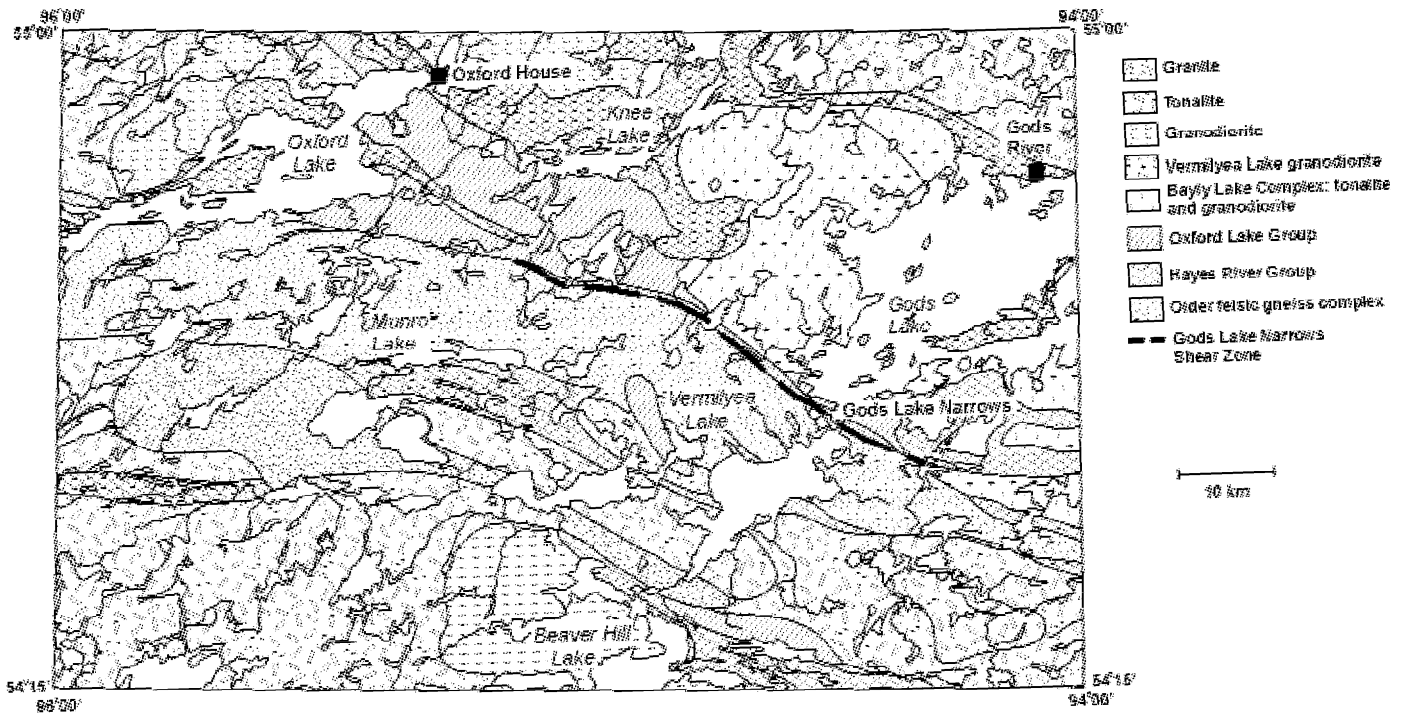 96°00'
55°00'
94°00'
55°00'
Oxford House
Knee
Lake
Oxford
Lake
Gods
River
Munro
Lake
Gods
Lake
Vermilyea
Lake
Gods Lake Narrows
Beaver Hill
Lake
54°15'
96°00'
54°15'
94°00'
Granite
Tonalite
Granodiorite
Vermilyea Lake granodiorite
Bayly Lake Complex: tonalite
and granodiorite
Oxford Lake Group
Hayes River Group
Older felsic gneiss complex
Gods Lake Narrows
Shear Zone
10 km